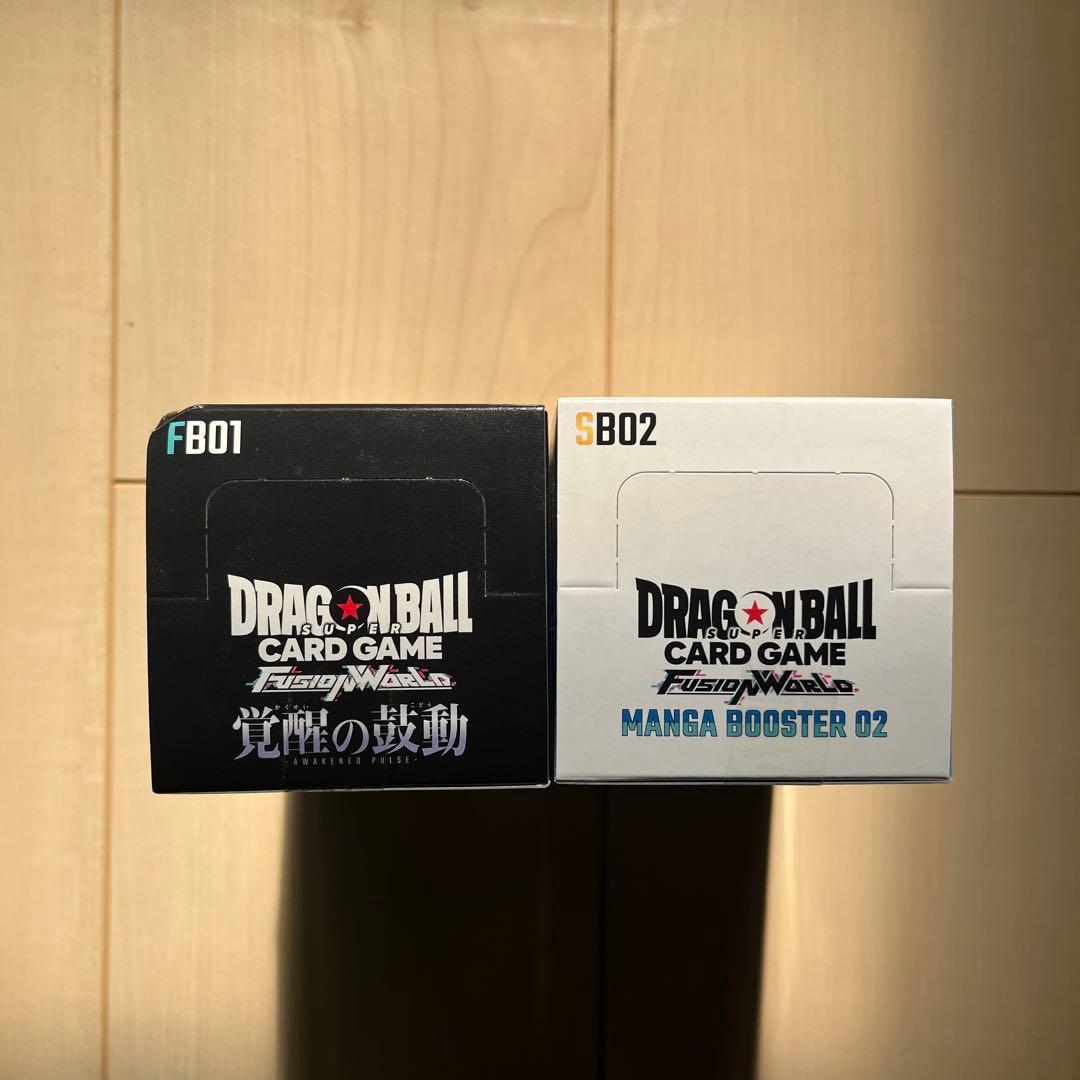 FB01
DRAGON BALL
SUPER
CARD GAME
FUSION WORLD
かくせい こどう
覚醒の鼓動
-AWAKENED PULSE-
SB02
DRAGON BALL
SUPER
CARD GAME
FUSION WORLD
MANGA BOOSTER 02